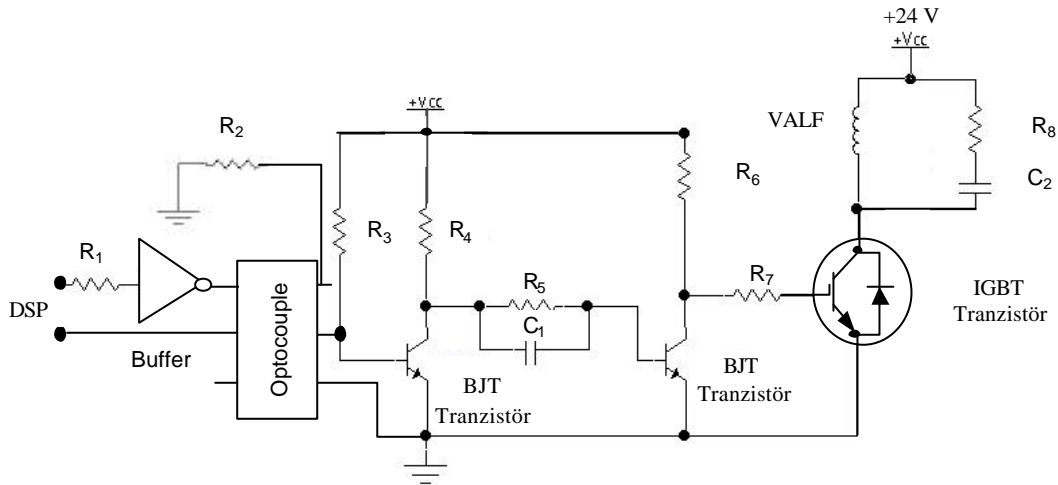 +24 V
+VCC
+VCC
VALF
R8
C2
R2
R6
R3
R4
R1
R5
C1
R7
DSP
Buffer
Optocouple
BJT
Tranzistör
BJT
Tranzistör
IGBT
Tranzistör